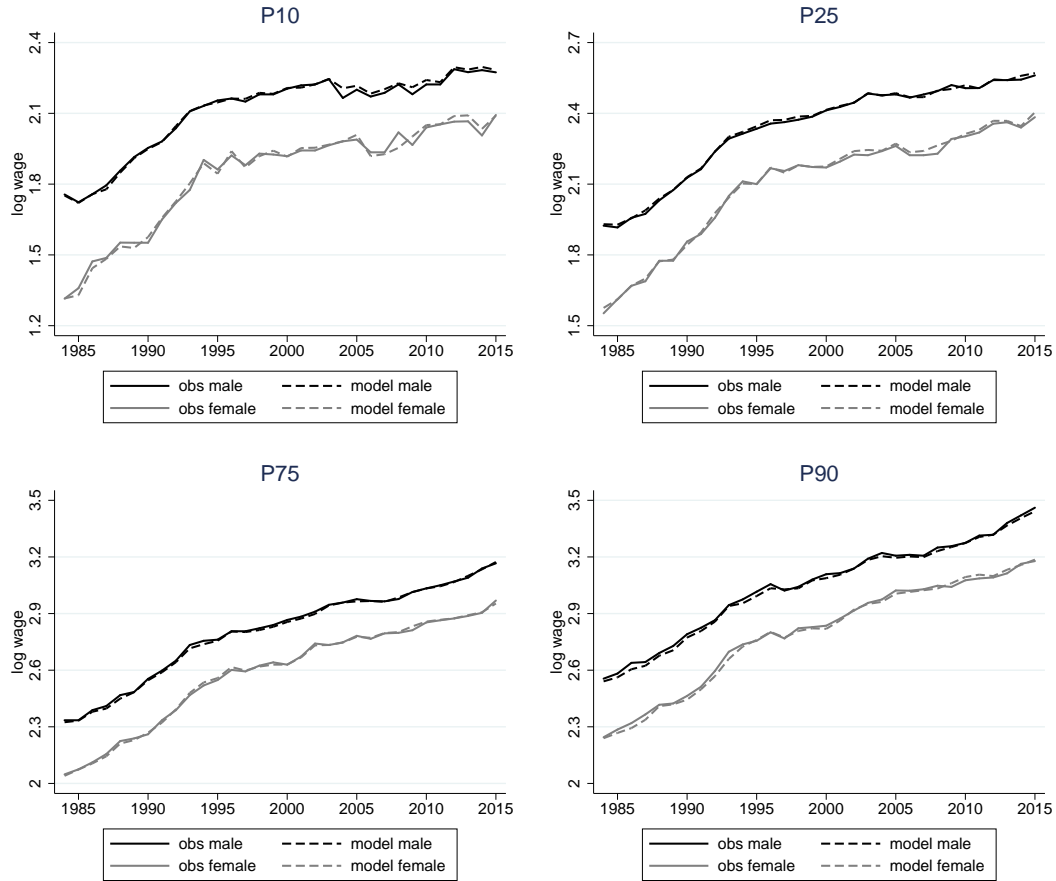 P10
log wage
2.4
2.1
1.8
1.5
1.2
1985 1990 1995 2000 2005 2010 2015
obs male model male
obs female model female
P25
log wage
2.7
2.4
2.1
1.8
1.5
1985 1990 1995 2000 2005 2010 2015
obs male model male
obs female model female
P75
log wage
3.5
3.2
2.9
2.6
2.3
2
1985 1990 1995 2000 2005 2010 2015
obs male model male
obs female model female
P90
log wage
3.5
3.2
2.9
2.6
2.3
2
1985 1990 1995 2000 2005 2010 2015
obs male model male
obs female model female